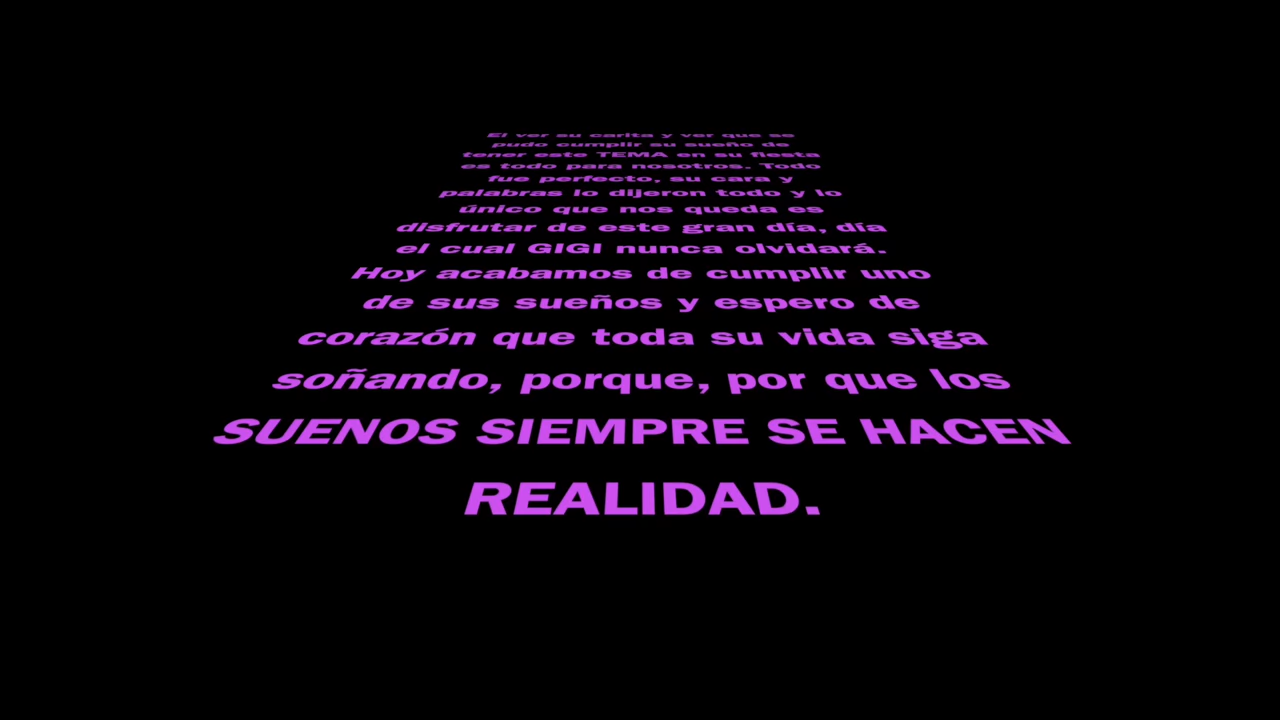 El ver su carita y ver que se
pudo cumplir su sueño de
tener este TEMA en su fiesta
es todo para nosotros. Todo
fue perfecto, su cara y
palabras lo dijeron todo y lo
único que nos queda es
disfrutar de este gran día, día
el cual GIGI nunca olvidará.
Hoy acabamos de cumplir uno
de sus sueños y espero de
corazón que toda su vida siga
soñando, porque, por que los
SUENOS SIEMPRE SE HACEN
REALIDAD.